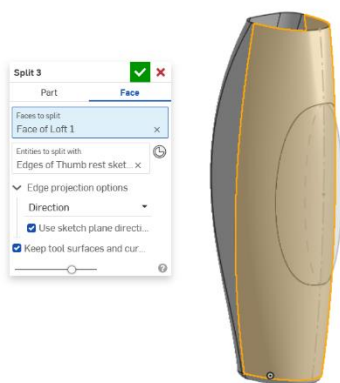 Split 3
Part Face
Faces to split
Face of Loft 1
Entities to split with
Edges of Thumb rest sket...
Edge projection options
Direction
Use sketch plane directi...
Keep tool surfaces and cur...